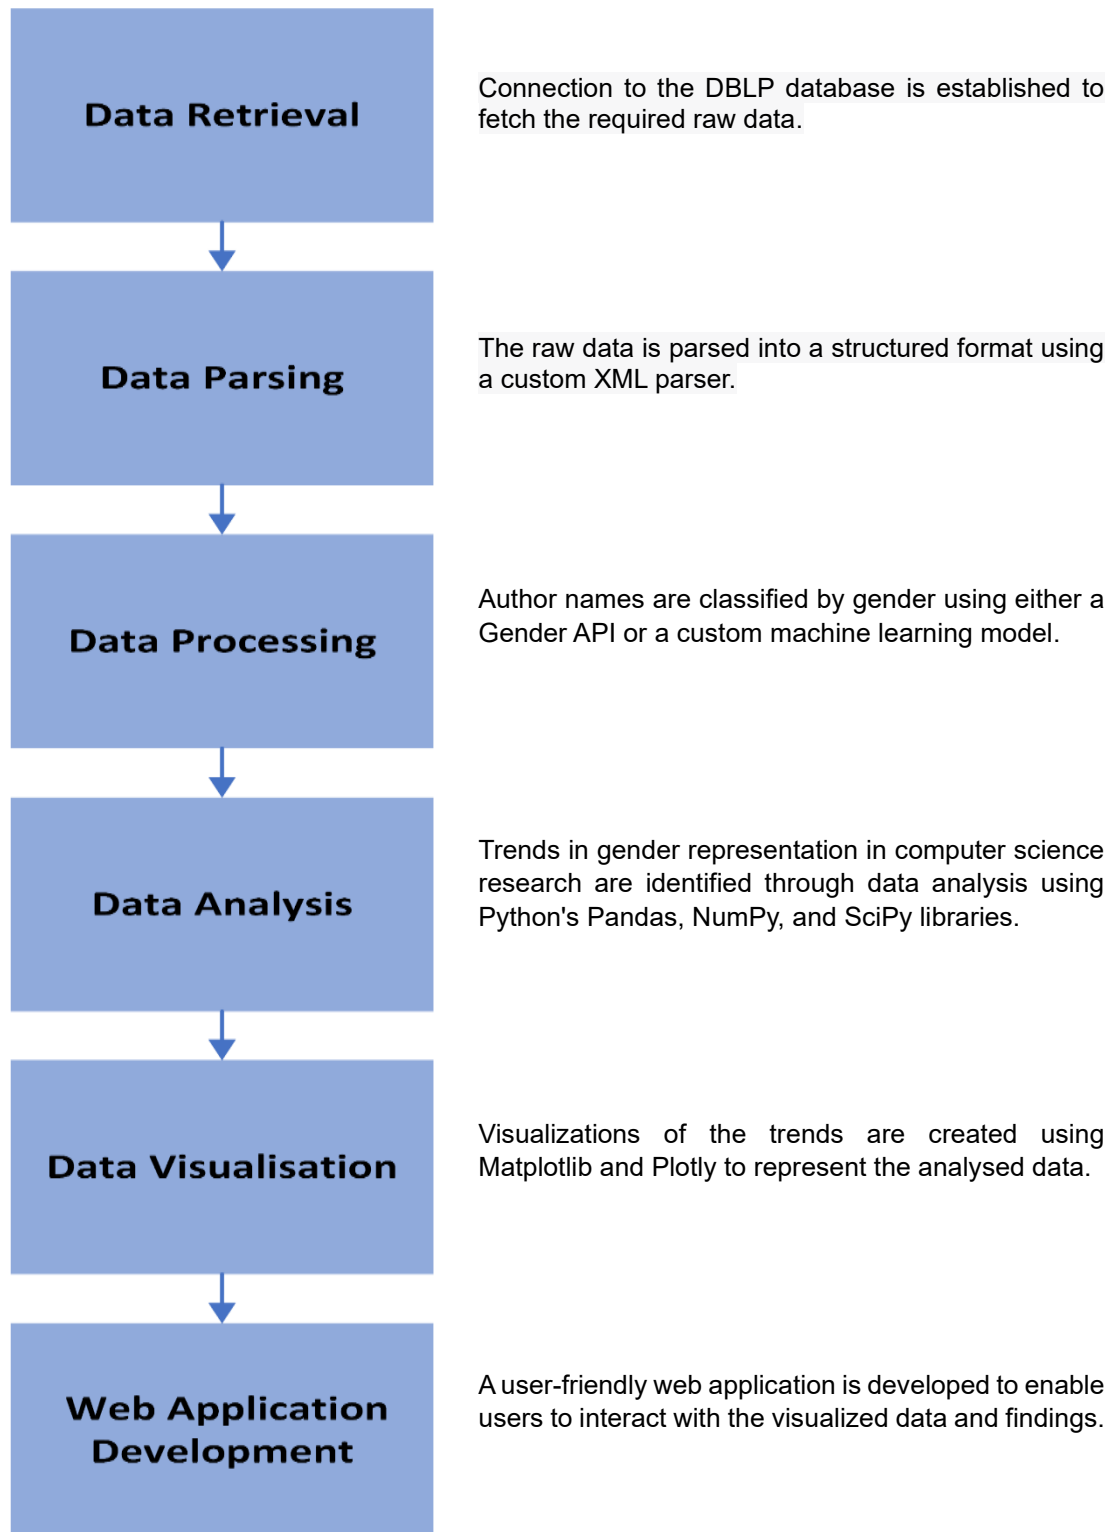 Data Retrieval
Connection to the DBLP database is established to
fetch the required raw data.
Data Parsing
The raw data is parsed into a structured format using
a custom XML parser.
Data Processing
Author names are classified by gender using either a
Gender API or a custom machine learning model.
Data Analysis
Trends in gender representation in computer science
research are identified through data analysis using
Python's Pandas, NumPy, and SciPy libraries.
Data Visualisation
Visualizations of the trends are created using
Matplotlib and Plotly to represent the analysed data.
Web Application
Development
A user-friendly web application is developed to enable
users to interact with the visualized data and findings.